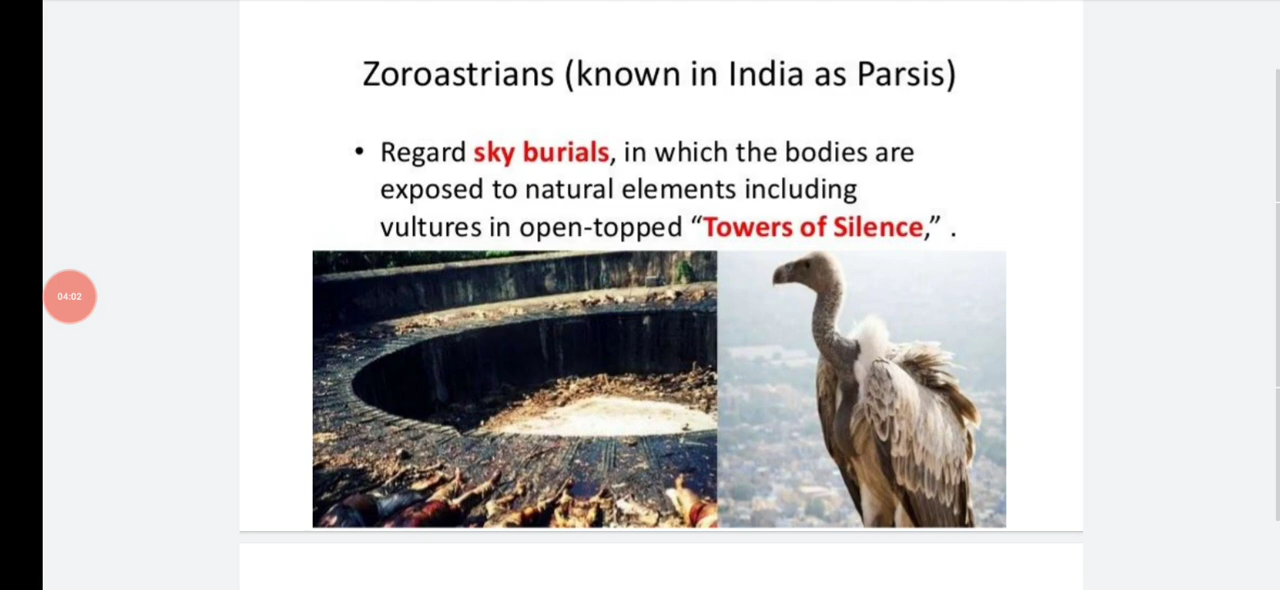 Zoroastrians (known in India as Parsis)
• Regard sky burials, in which the bodies are
exposed to natural elements including
vultures in open-topped “Towers of Silence,” .
04:02